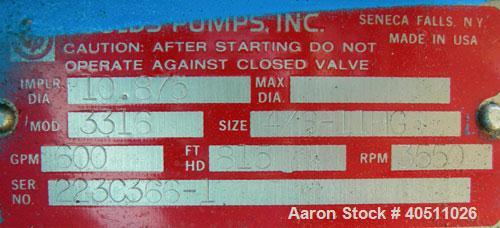 PUMPS, INC.
SENECA FALLS, N.Y.
MADE IN USA
CAUTION: AFTER STARTING DO NOT
OPERATE AGAINST CLOSED VALVE
IMPLR. DIA. 10.875 MAX. DIA.
MOD 3316 SIZE
GPM 600 FT HD 815 RPM 3550
SER. NO. 223C366-1
Aaron Stock # 40511026